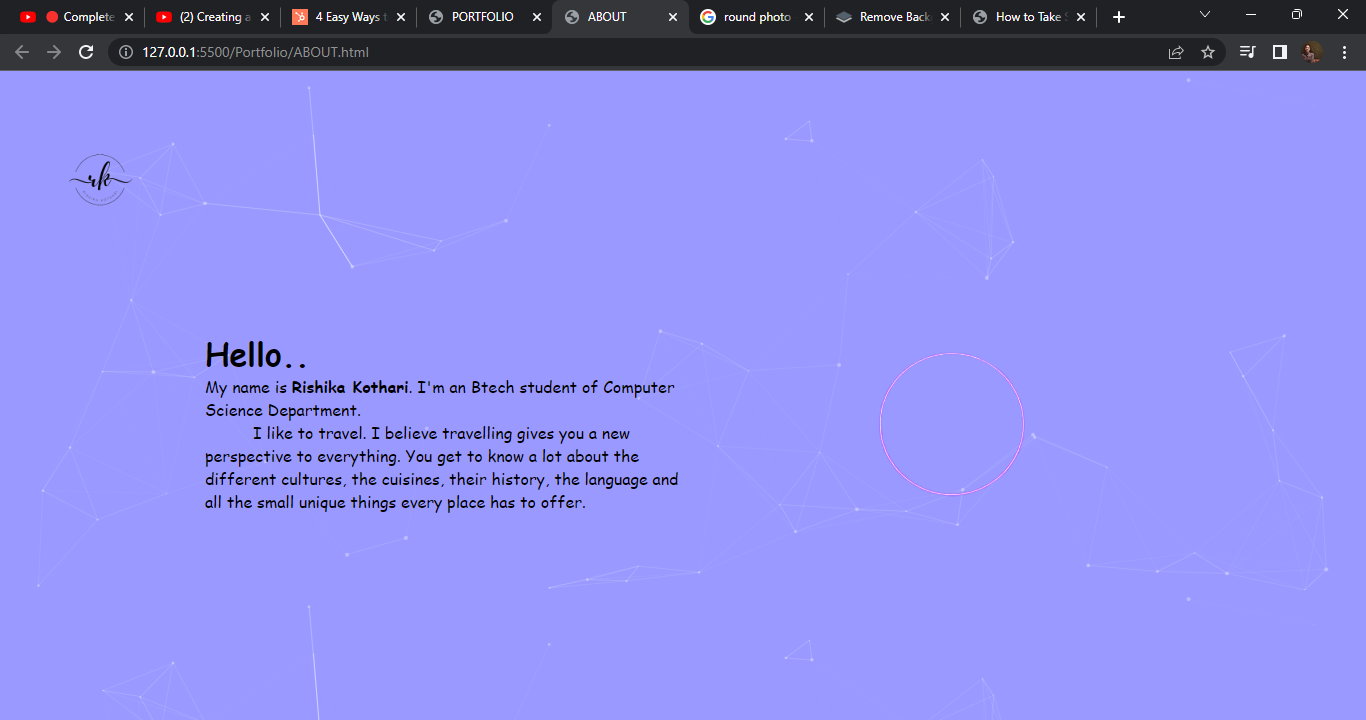 Complete
(2) Creating a
4 Easy Ways t
PORTFOLIO
ABOUT
round photo
Remove Back
How to Take S
127.0.0.1:5500/Portfolio/ABOUT.html
rk
Hello..
My name is Rishika Kothari. I'm an Btech student of Computer
Science Department.
I like to travel. I believe travelling gives you a new
perspective to everything. You get to know a lot about the
different cultures, the cuisines, their history, the language and
all the small unique things every place has to offer.